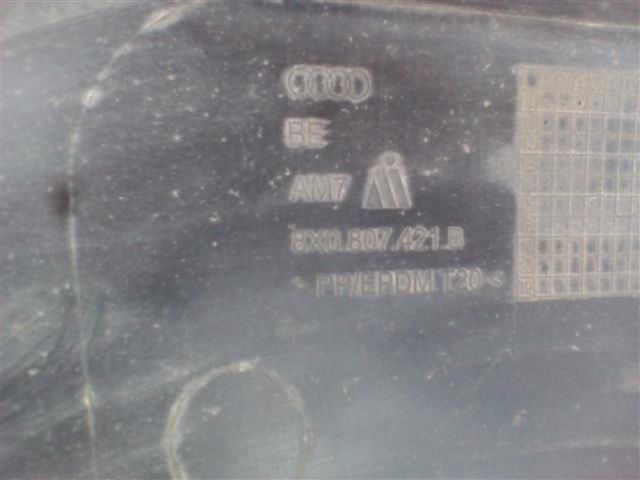 BE
AM7
8X0.807.421.B
> PP/EPDM T20 <